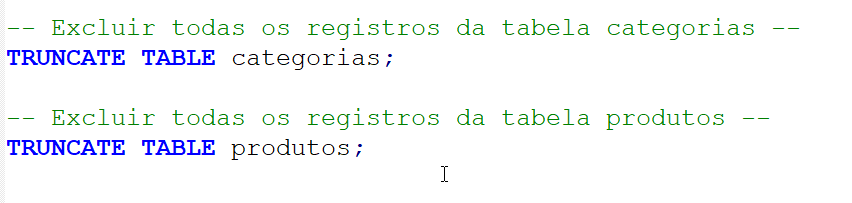 -- Excluir todas os registros da tabela categorias --
TRUNCATE TABLE categorias;
-- Excluir todas os registros da tabela produtos --
TRUNCATE TABLE produtos;